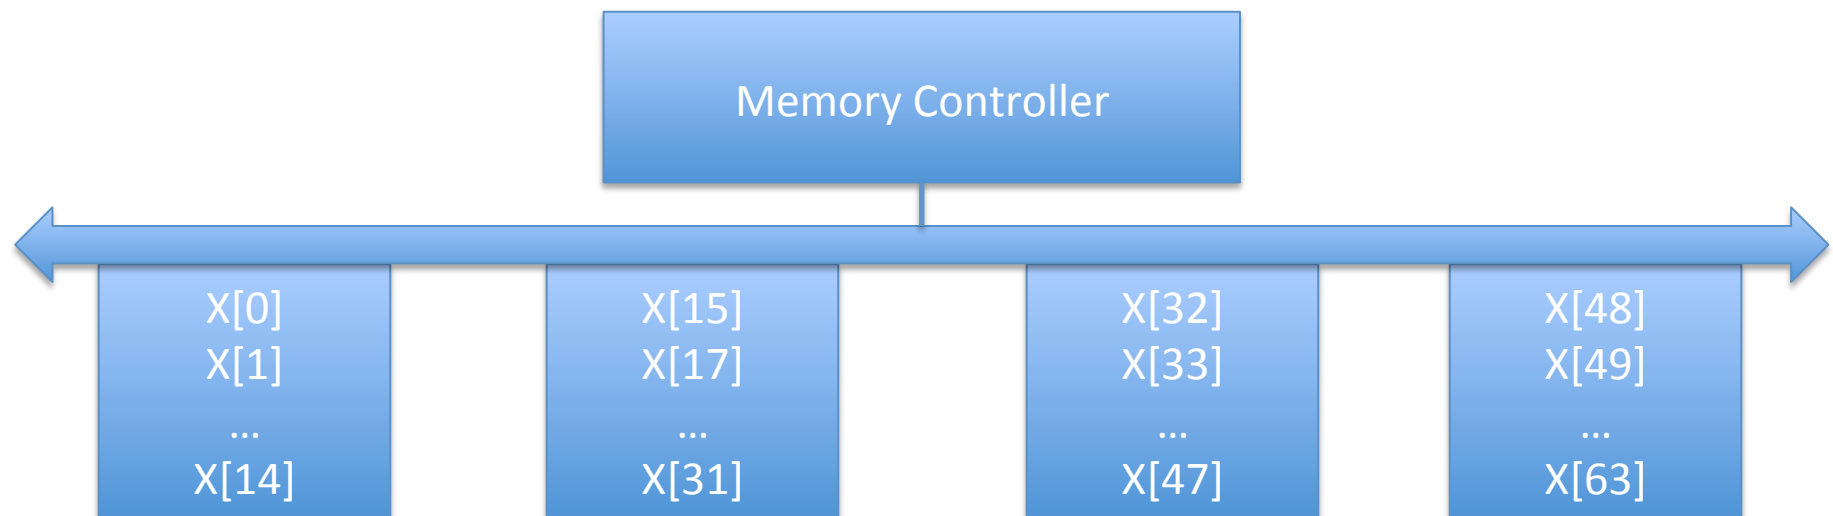 Memory Controller
X[0]
X[1]
...
X[14]
X[15]
X[17]
...
X[31]
X[32]
X[33]
...
X[47]
X[48]
X[49]
...
X[63]